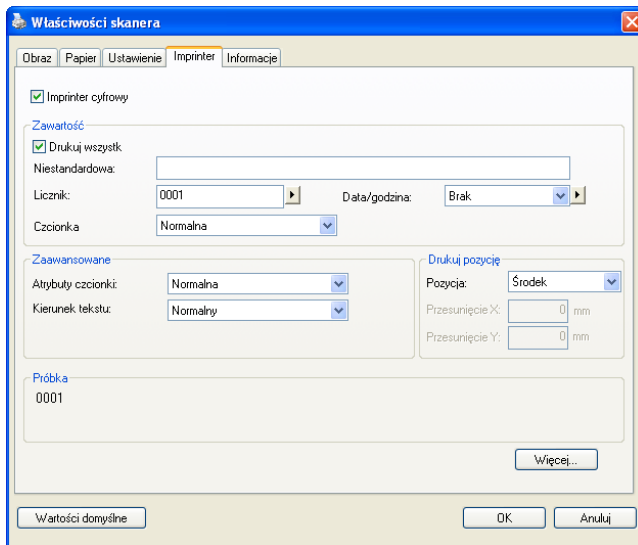 Właściwości skanera
Obraz Papier Ustawienie Imprinter Informacje
Imprinter cyfrowy
Zawartość
Drukuj wszystk
Niestandardowa:
Licznik: 0001 Data/godzina: Brak
Czcionka Normalna
Zaawansowane
Atrybuty czcionki: Normalna
Kierunek tekstu: Normalny
Drukuj pozycję
Pozycja: Środek
Przesunięcie X: 0 mm
Przesunięcie Y: 0 mm
Próbka
0001
Więcej...
Wartości domyślne OK Anuluj